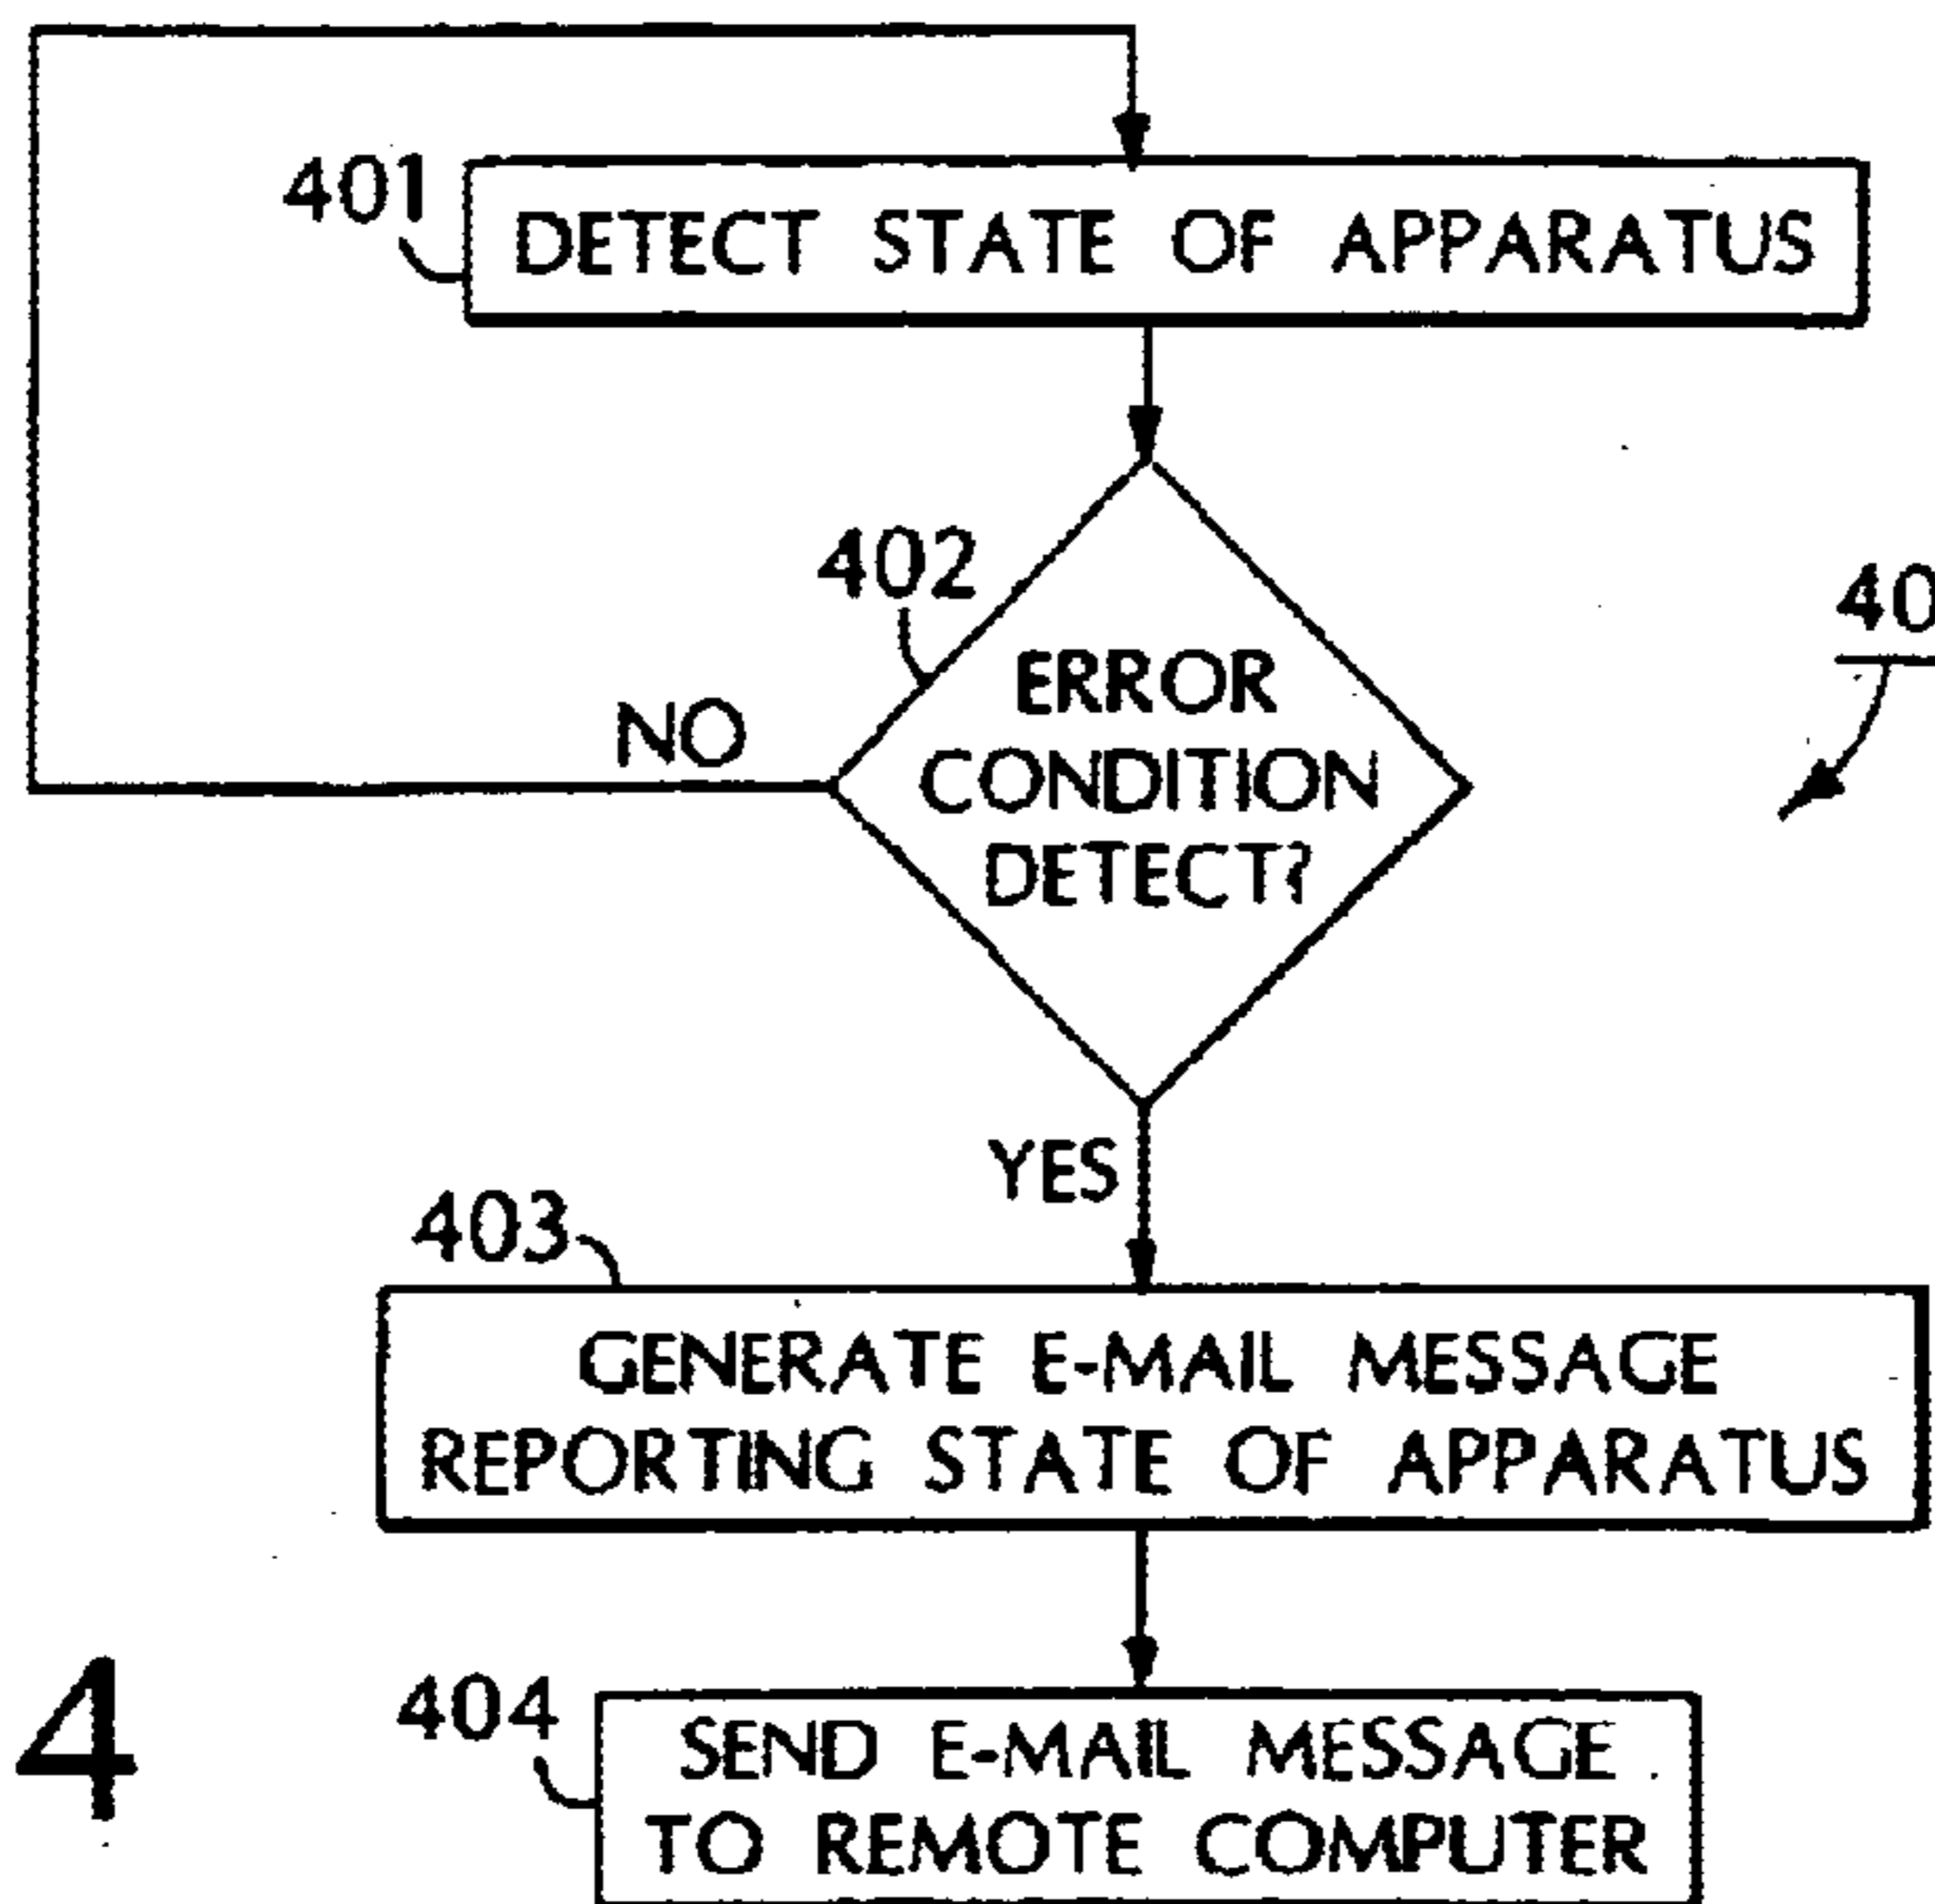 401
DETECT STATE OF APPARATUS
402
ERROR
CONDITION
DETECT?
NO
YES
403
GENERATE E-MAIL MESSAGE
REPORTING STATE OF APPARATUS
404
SEND E-MAIL MESSAGE
TO REMOTE COMPUTER
4